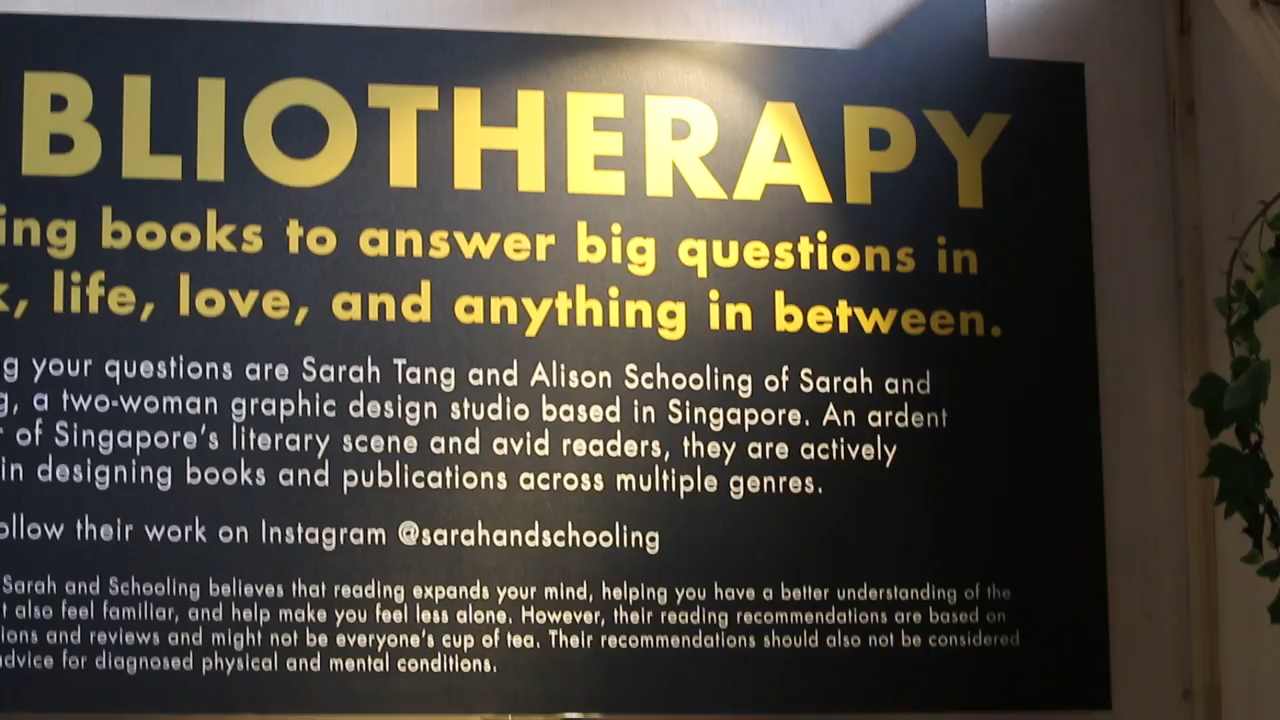 BLIOTHERAPY
ing books to answer big questions in
, life, love, and anything in between.
g your questions are Sarah Tang and Alison Schooling of Sarah and
, a two-woman graphic design studio based in Singapore. An ardent
of Singapore's literary scene and avid readers, they are actively
in designing books and publications across multiple genres.
ollow their work on Instagram @sarahandschooling
Sarah and Schooling believes that reading expands your mind, helping you have a better understanding of the
t also feel familiar, and help make you feel less alone. However, their reading recommendations are based on
ions and reviews and might not be everyone's cup of tea. Their recommendations should also not be considered
advice for diagnosed physical and mental conditions.